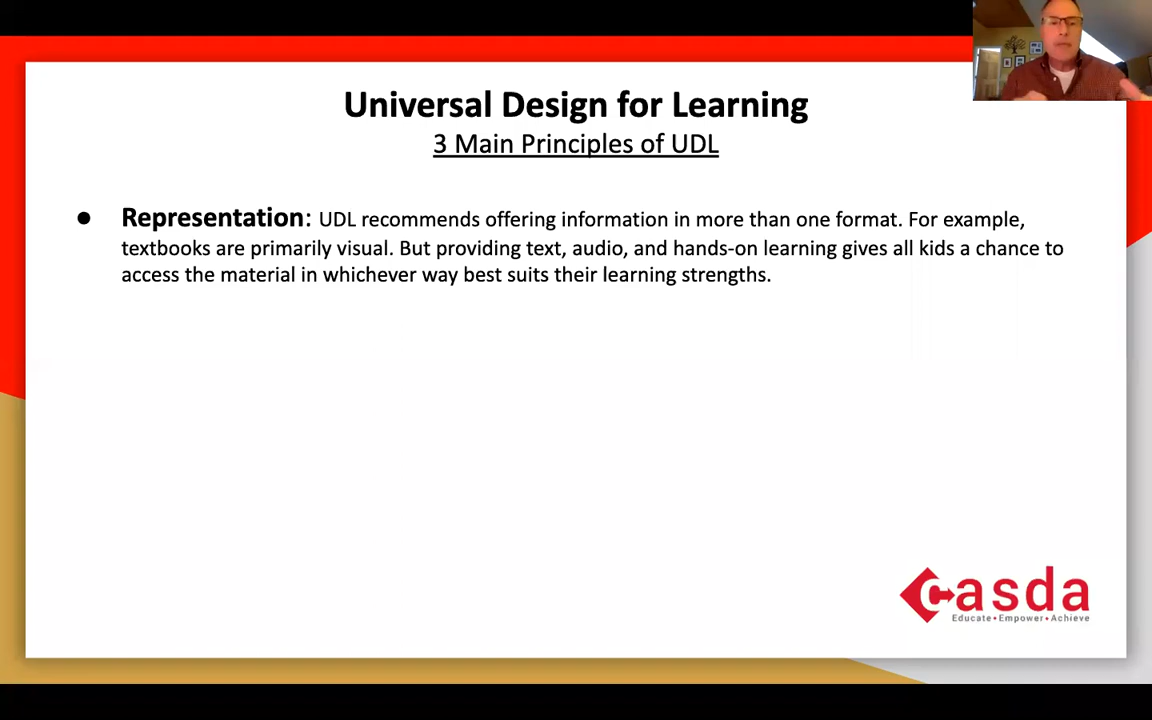 Universal Design for Learning
3 Main Principles of UDL
● Representation: UDL recommends offering information in more than one format. For example,
textbooks are primarily visual. But providing text, audio, and hands-on learning gives all kids a chance to
access the material in whichever way best suits their learning strengths.
casda
Educate•Empower•Achieve